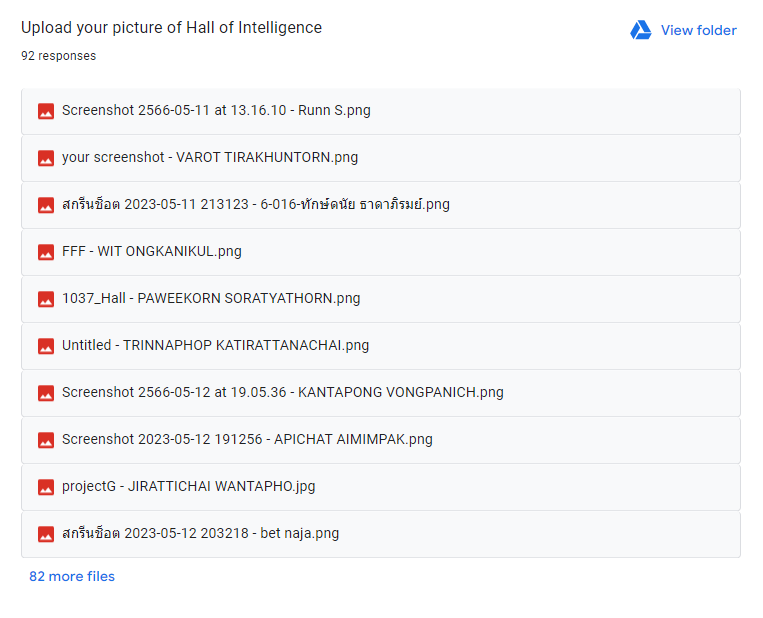 Upload your picture of Hall of Intelligence
View folder
92 responses
Screenshot 2566-05-11 at 13.16.10 - Runn S.png
your screenshot - VAROT TIRAKHUNTORN.png
สกรีนช็อต 2023-05-11 213123 - 6-016-ทักษ์ดนัย ธาดาภิรมย์.png
FFF - WIT ONGKANIKUL.png
1037_Hall - PAWEEKORN SORATYATHORN.png
Untitled - TRINNAPHOP KATIRATTANACHAI.png
Screenshot 2566-05-12 at 19.05.36 - KANTAPONG VONGPANICH.png
Screenshot 2023-05-12 191256 - APICHAT AIMIMPAK.png
projectG - JIRATTICHAI WANTAPHO.jpg
สกรีนช็อต 2023-05-12 203218 - bet naja.png
82 more files